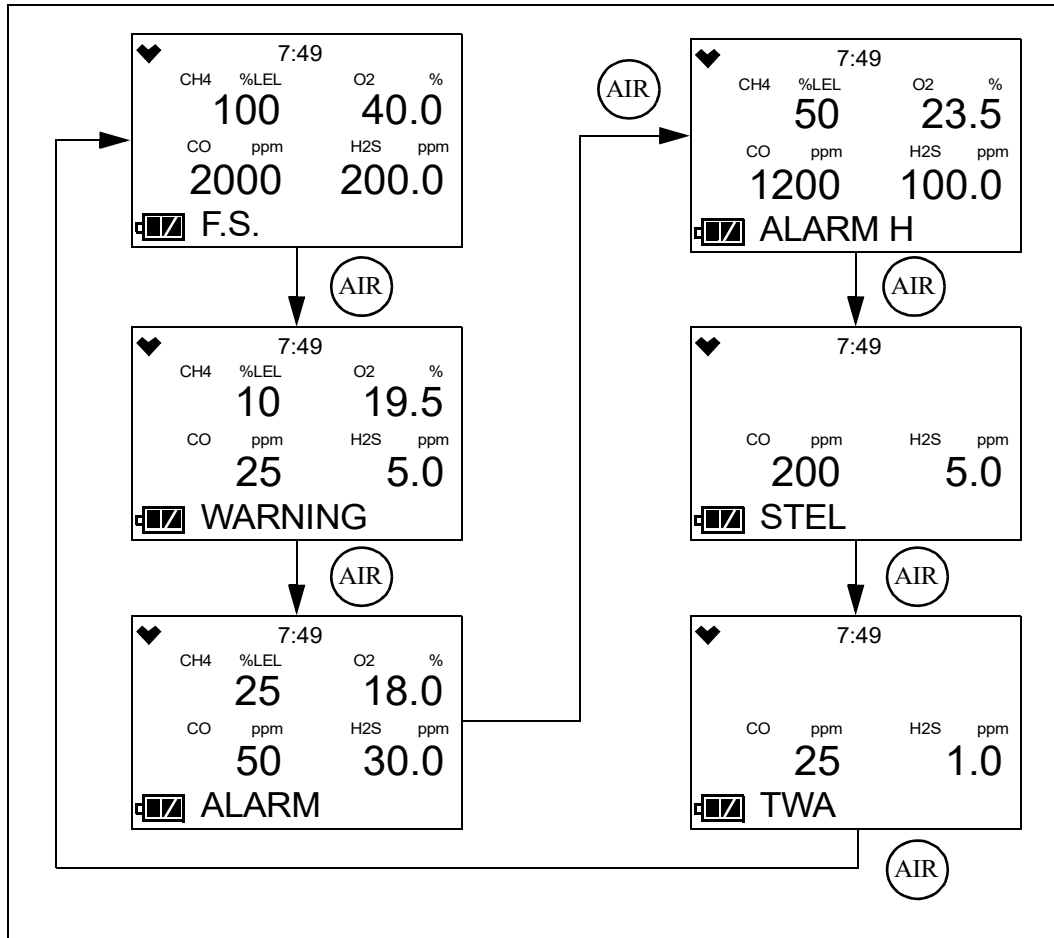 7:49
CH4 %LEL O2 %
100 40.0
CO ppm H2S ppm
2000 200.0
F.S.
AIR
7:49
CH4 %LEL O2 %
10 19.5
CO ppm H2S ppm
25 5.0
WARNING
AIR
7:49
CH4 %LEL O2 %
25 18.0
CO ppm H2S ppm
50 30.0
ALARM
AIR
7:49
CH4 %LEL O2 %
50 23.5
CO ppm H2S ppm
1200 100.0
ALARM H
AIR
7:49
CO ppm H2S ppm
200 5.0
STEL
AIR
7:49
CO ppm H2S ppm
25 1.0
TWA
AIR